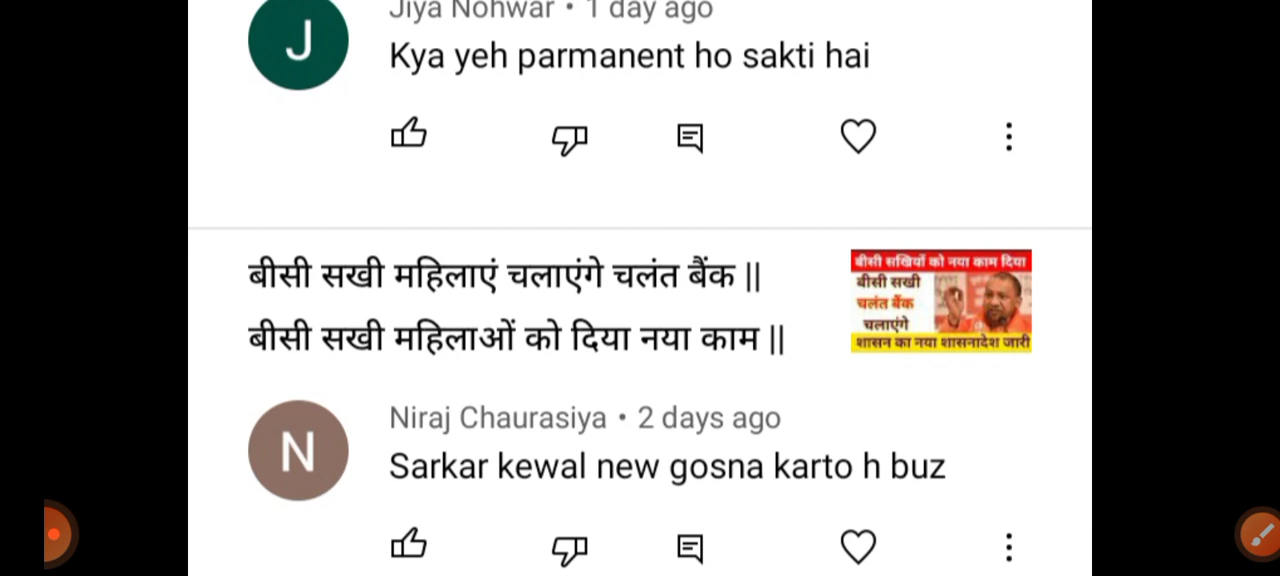 Jiya Nohwar • 1 day ago
Kya yeh parmanent ho sakti hai
बीसी सखी महिलाएं चलाएंगे चलंत बैंक ||
बीसी सखी महिलाओं को दिया नया काम ||
बीसी सखियों को नया काम दिया
बीसी सखी
चलंत बैंक
चलाएंगे
शासन का नया शासनादेश जारी
J
N
Niraj Chaurasiya • 2 days ago
Sarkar kewal new gosna karto h buz